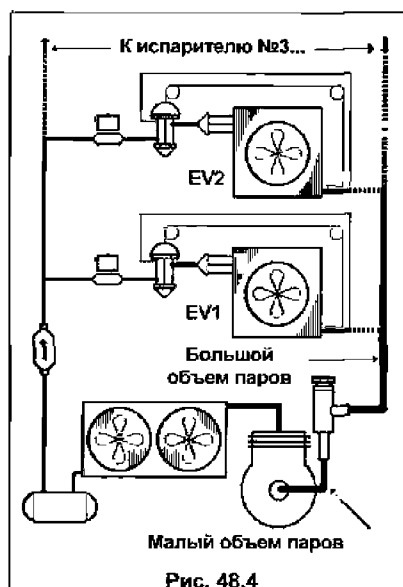 К испарителю №3...
EV2
EV1
Большой
объем паров
Малый объем паров
Рис. 48.4